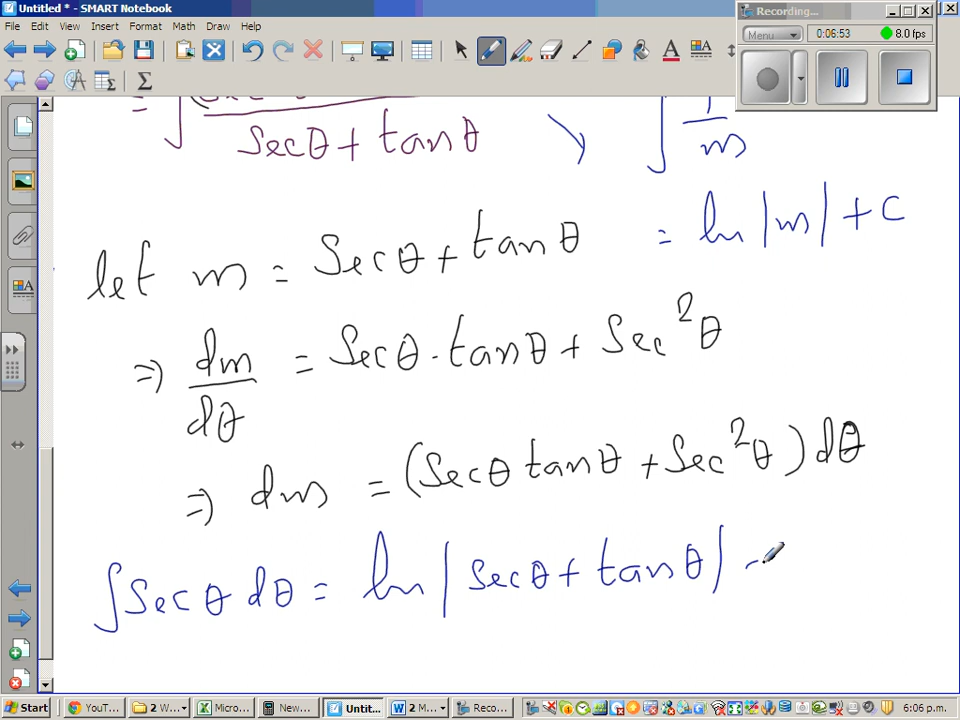 Untitled * - SMART Notebook
File Edit View Insert Format Math Draw Help
Recording...
Menu
0:06:53
8.0 fps
=∫
secθ + tanθ
∫ 1/m
let m = Secθ + tanθ
= ln |m| + c
⇒ dm/dθ = Secθ . tanθ + Sec²θ
⇒ dm = (Secθ tanθ + Sec²θ) dθ
∫Secθ dθ = ln |secθ + tanθ| -
Start
YouT...
2 W...
Micro...
New...
Untit...
2 M...
Reco...
6:06 p.m.